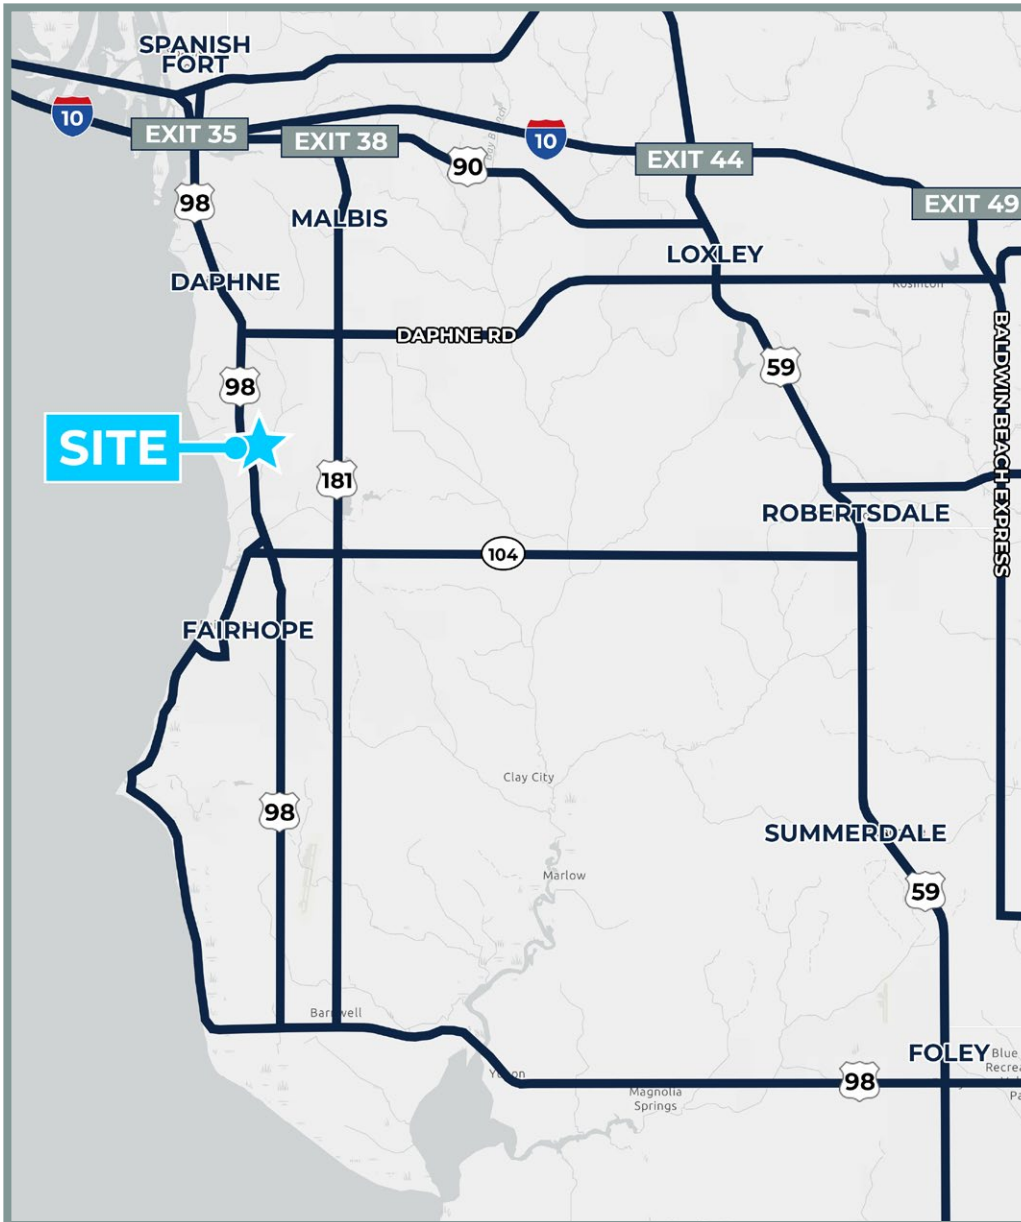 SPANISH
FORT
10
EXIT 35
EXIT 38
10
90
EXIT 44
EXIT 49
98
MALBIS
LOXLEY
DAPHNE
Rosinton
DAPHNE RD
98
59
BALDWIN BEACH EXPRESS
SITE
181
ROBERTSDALE
104
FAIRHOPE
Clay City
98
SUMMERDALE
Marlow
59
Barnwell
FOLEY
Blue
98
Magnolia
Springs